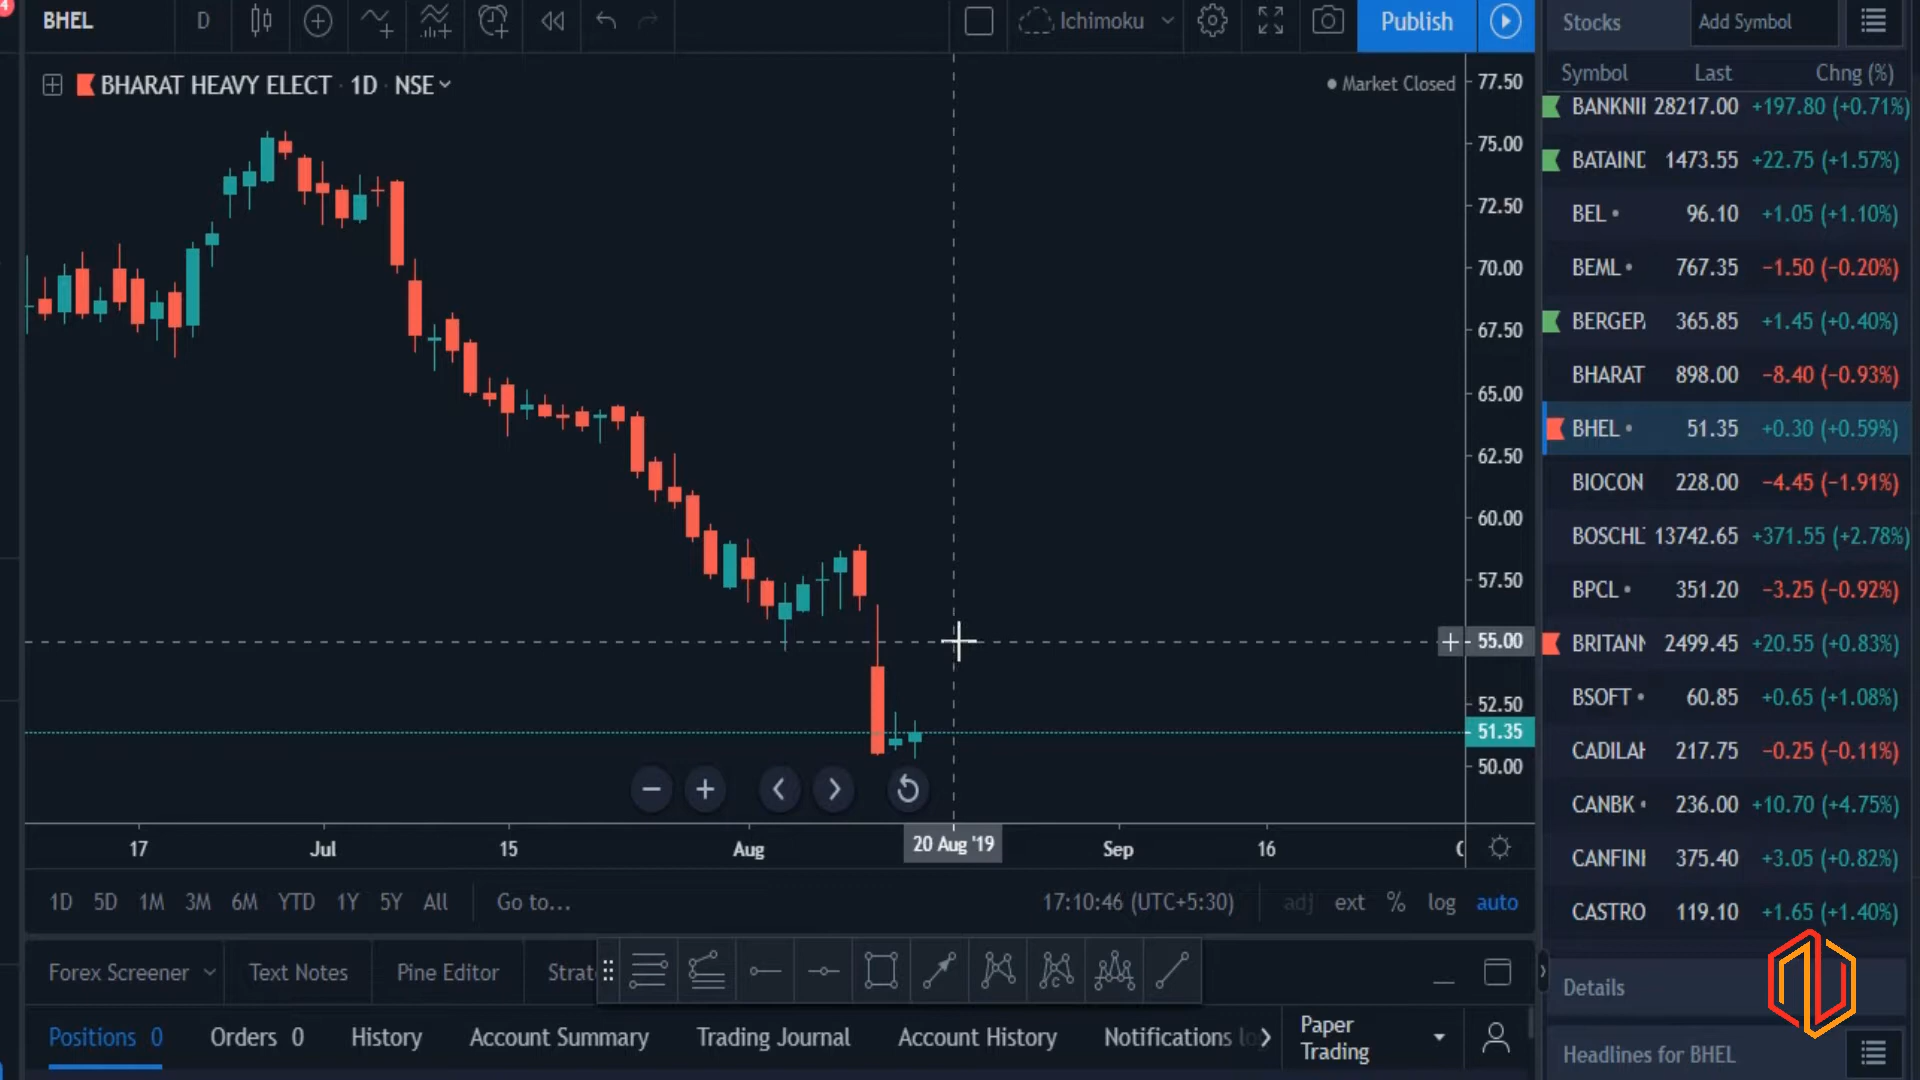 4
BHEL
D
Ichimoku
Publish
Stocks
Add Symbol
BHARAT HEAVY ELECT · 1D · NSE
Market Closed
Symbol Last Chng (%)
BANKNI 28217.00 +197.80 (+0.71%)
BATAIND 1473.55 +22.75 (+1.57%)
BEL 96.10 +1.05 (+1.10%)
BEML 767.35 −1.50 (−0.20%)
BERGEPA 365.85 +1.45 (+0.40%)
BHARAT 898.00 −8.40 (−0.93%)
BHEL 51.35 +0.30 (+0.59%)
BIOCON 228.00 −4.45 (−1.91%)
BOSCHL 13742.65 +371.55 (+2.78%)
BPCL 351.20 −3.25 (−0.92%)
BRITANN 2499.45 +20.55 (+0.83%)
BSOFT 60.85 +0.65 (+1.08%)
CADILAH 217.75 −0.25 (−0.11%)
CANBK 236.00 +10.70 (+4.75%)
CANFINI 375.40 +3.05 (+0.82%)
CASTRO 119.10 +1.65 (+1.40%)
77.50
75.00
72.50
70.00
67.50
65.00
62.50
60.00
57.50
55.00
52.50
51.35
50.00
17 Jul 15 Aug 20 Aug '19 Sep 16
1D 5D 1M 3M 6M YTD 1Y 5Y All Go to...
17:10:46 (UTC+5:30) adj ext % log auto
Forex Screener Text Notes Pine Editor Strat
Positions 0 Orders 0 History Account Summary Trading Journal Account History Notifications lo
Paper
Trading
Details
Headlines for BHEL